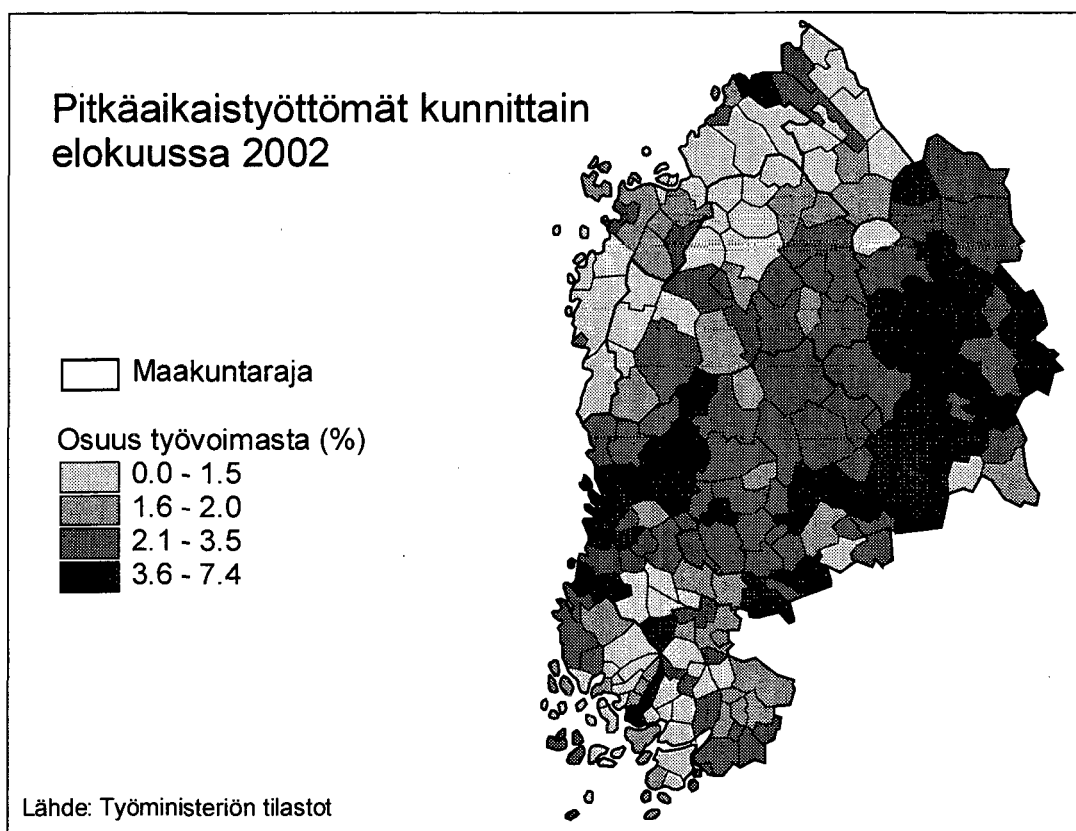 Pitkäaikaistyöttömät kunnittain
elokuussa 2002
Maakuntaraja
Osuus työvoimasta (%)
0.0 - 1.5
1.6 - 2.0
2.1 - 3.5
3.6 - 7.4
Lähde: Työministeriön tilastot